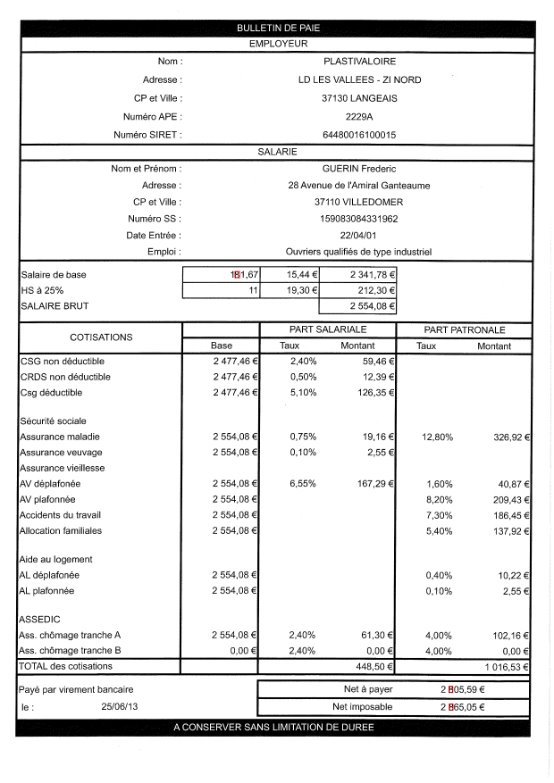 BULLETIN DE PAIE
EMPLOYEUR
Nom : PLASTIVALOIRE
Adresse : LD LES VALLEES - ZI NORD
CP et Ville : 37130 LANGEAIS
Numéro APE : 2229A
Numéro SIRET : 64480016100015
SALARIE
Nom et Prénom : GUERIN Frederic
Adresse : 28 Avenue de l'Amiral Ganteaume
CP et Ville : 37110 VILLEDOMER
Numéro SS : 159083084331962
Date Entrée : 22/04/01
Emploi : Ouvriers qualifiés de type industriel
Salaire de base 15,44 € 2 341,78 €
HS à 25% 11 19,30 € 212,30 €
SALAIRE BRUT 2 554,08 €
COTISATIONS PART SALARIALE PART PATRONALE
Base Taux Montant Taux Montant
CSG non déductible 2 477,46 € 2,40% 59,46 €
CRDS non déductible 2 477,46 € 0,50% 12,39 €
Csg déductible 2 477,46 € 5,10% 126,35 €
Sécurité sociale
Assurance maladie 2 554,08 € 0,75% 19,16 € 12,80% 326,92 €
Assurance veuvage 2 554,08 € 0,10% 2,55 €
Assurance vieillesse
AV déplafonée 2 554,08 € 6,55% 167,29 € 1,60% 40,87 €
AV plafonnée 2 554,08 € 8,20% 209,43 €
Accidents du travail 2 554,08 € 7,30% 186,45 €
Allocation familiales 2 554,08 € 5,40% 137,92 €
Aide au logement
AL déplafonée 2 554,08 € 0,40% 10,22 €
AL plafonnée 2 554,08 € 0,10% 2,55 €
ASSEDIC
Ass. chômage tranche A 2 554,08 € 2,40% 61,30 € 4,00% 102,16 €
Ass. chômage tranche B 0,00 € 2,40% 0,00 € 4,00% 0,00 €
TOTAL des cotisations 448,50 € 1 016,53 €
Payé par virement bancaire Net à payer 2 €
le : 25/06/13 Net imposable 2 €
A CONSERVER SANS LIMITATION DE DUREE